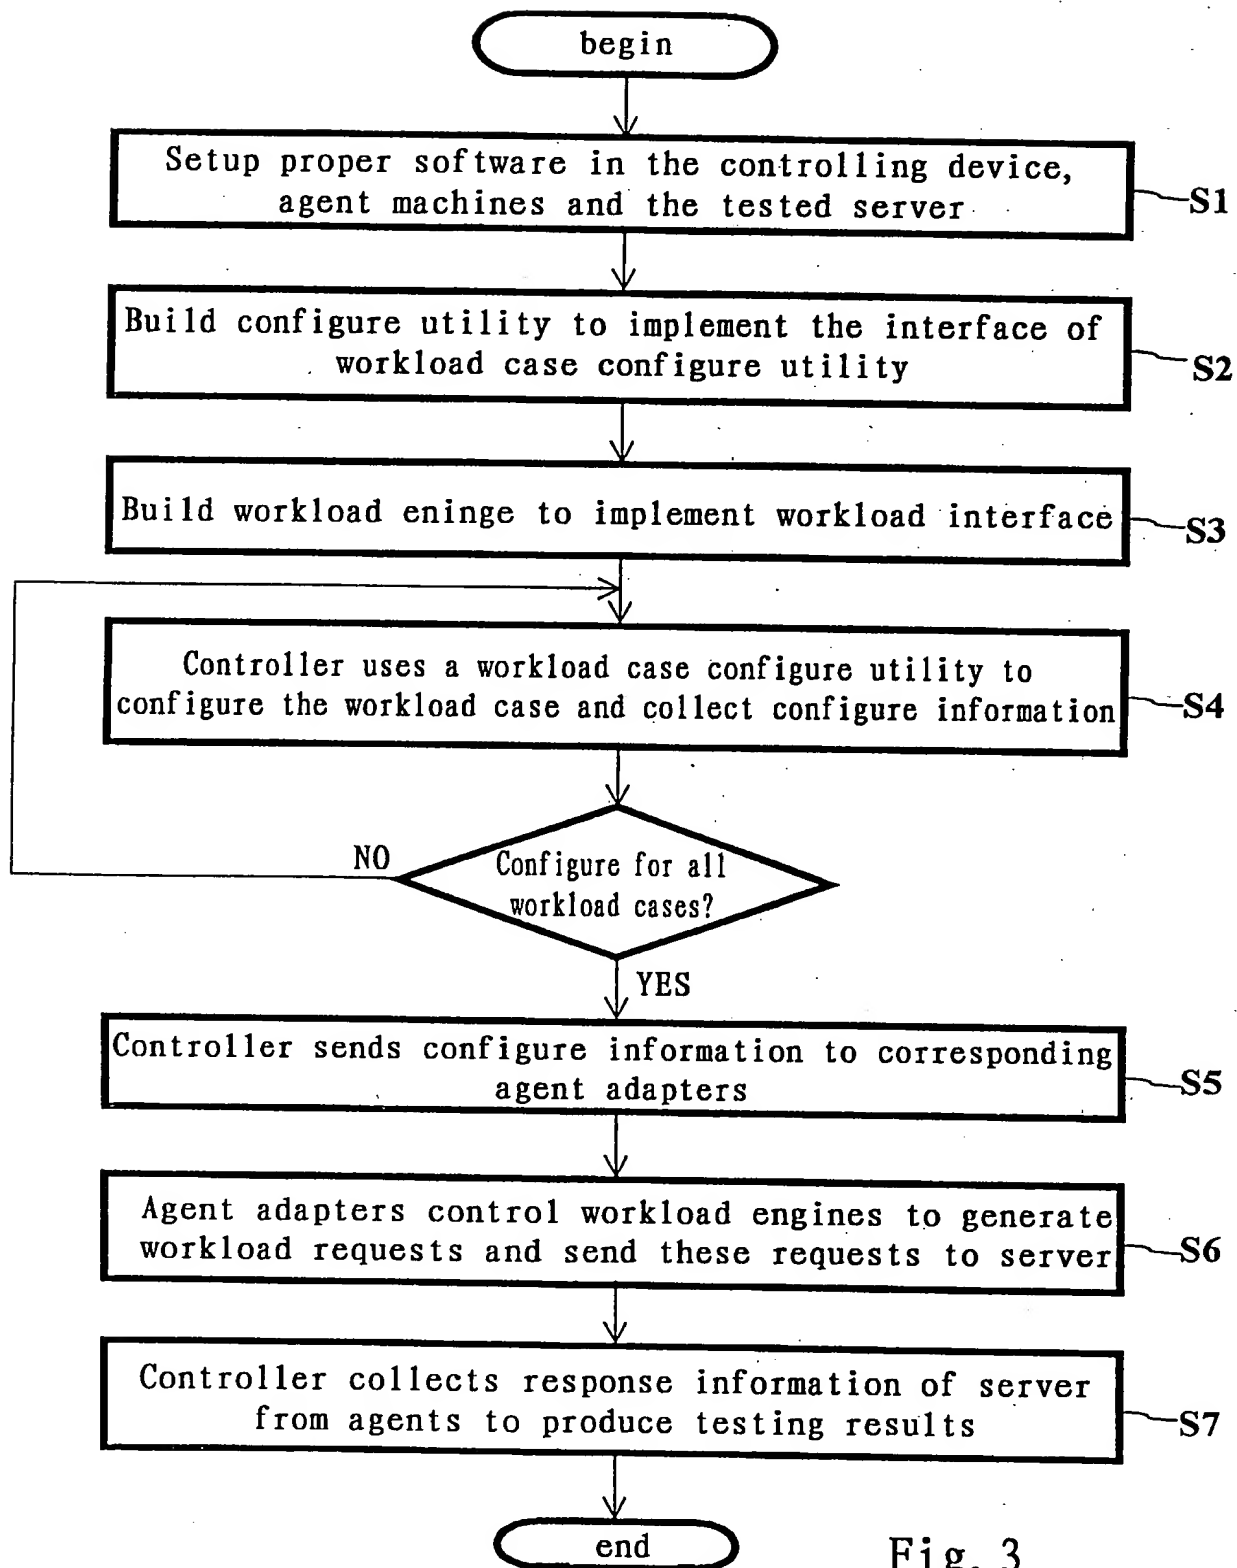 begin
Setup proper software in the controlling device,
agent machines and the tested server
S1
Build configure utility to implement the interface of
workload case configure utility
S2
Build workload eninge to implement workload interface
S3
Controller uses a workload case configure utility to
configure the workload case and collect configure information
S4
NO
Configure for all
workload cases?
YES
Controller sends configure information to corresponding
agent adapters
S5
Agent adapters control workload engines to generate
workload requests and send these requests to server
S6
Controller collects response information of server
from agents to produce testing results
S7
end
Fig. 3